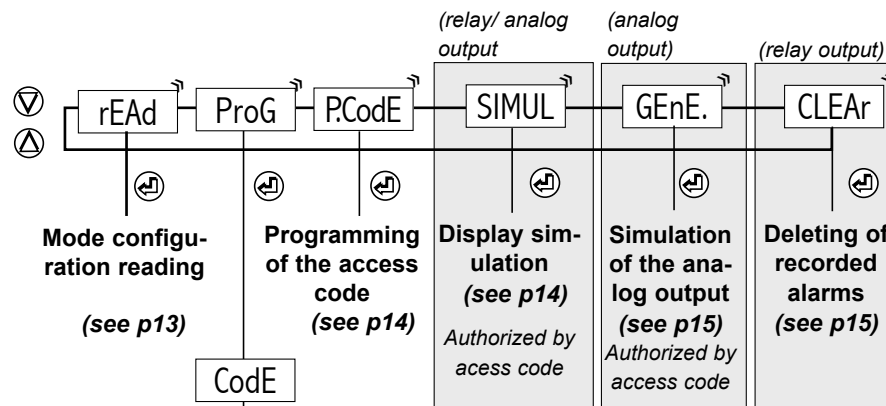 (relay/ analog
output
(analog
output)
(relay output)
rEAd
ProG
P.CodE
SIMUL
GEnE.
CLEAr
Mode configu-
ration reading
(see p13)
Programming
of the access
code
(see p14)
Display sim-
ulation
(see p14)
Authorized by
acess code
Simulation
of the ana-
log output
(see p15)
Authorized by
access code
Deleting of
recorded
alarms
(see p15)
CodE